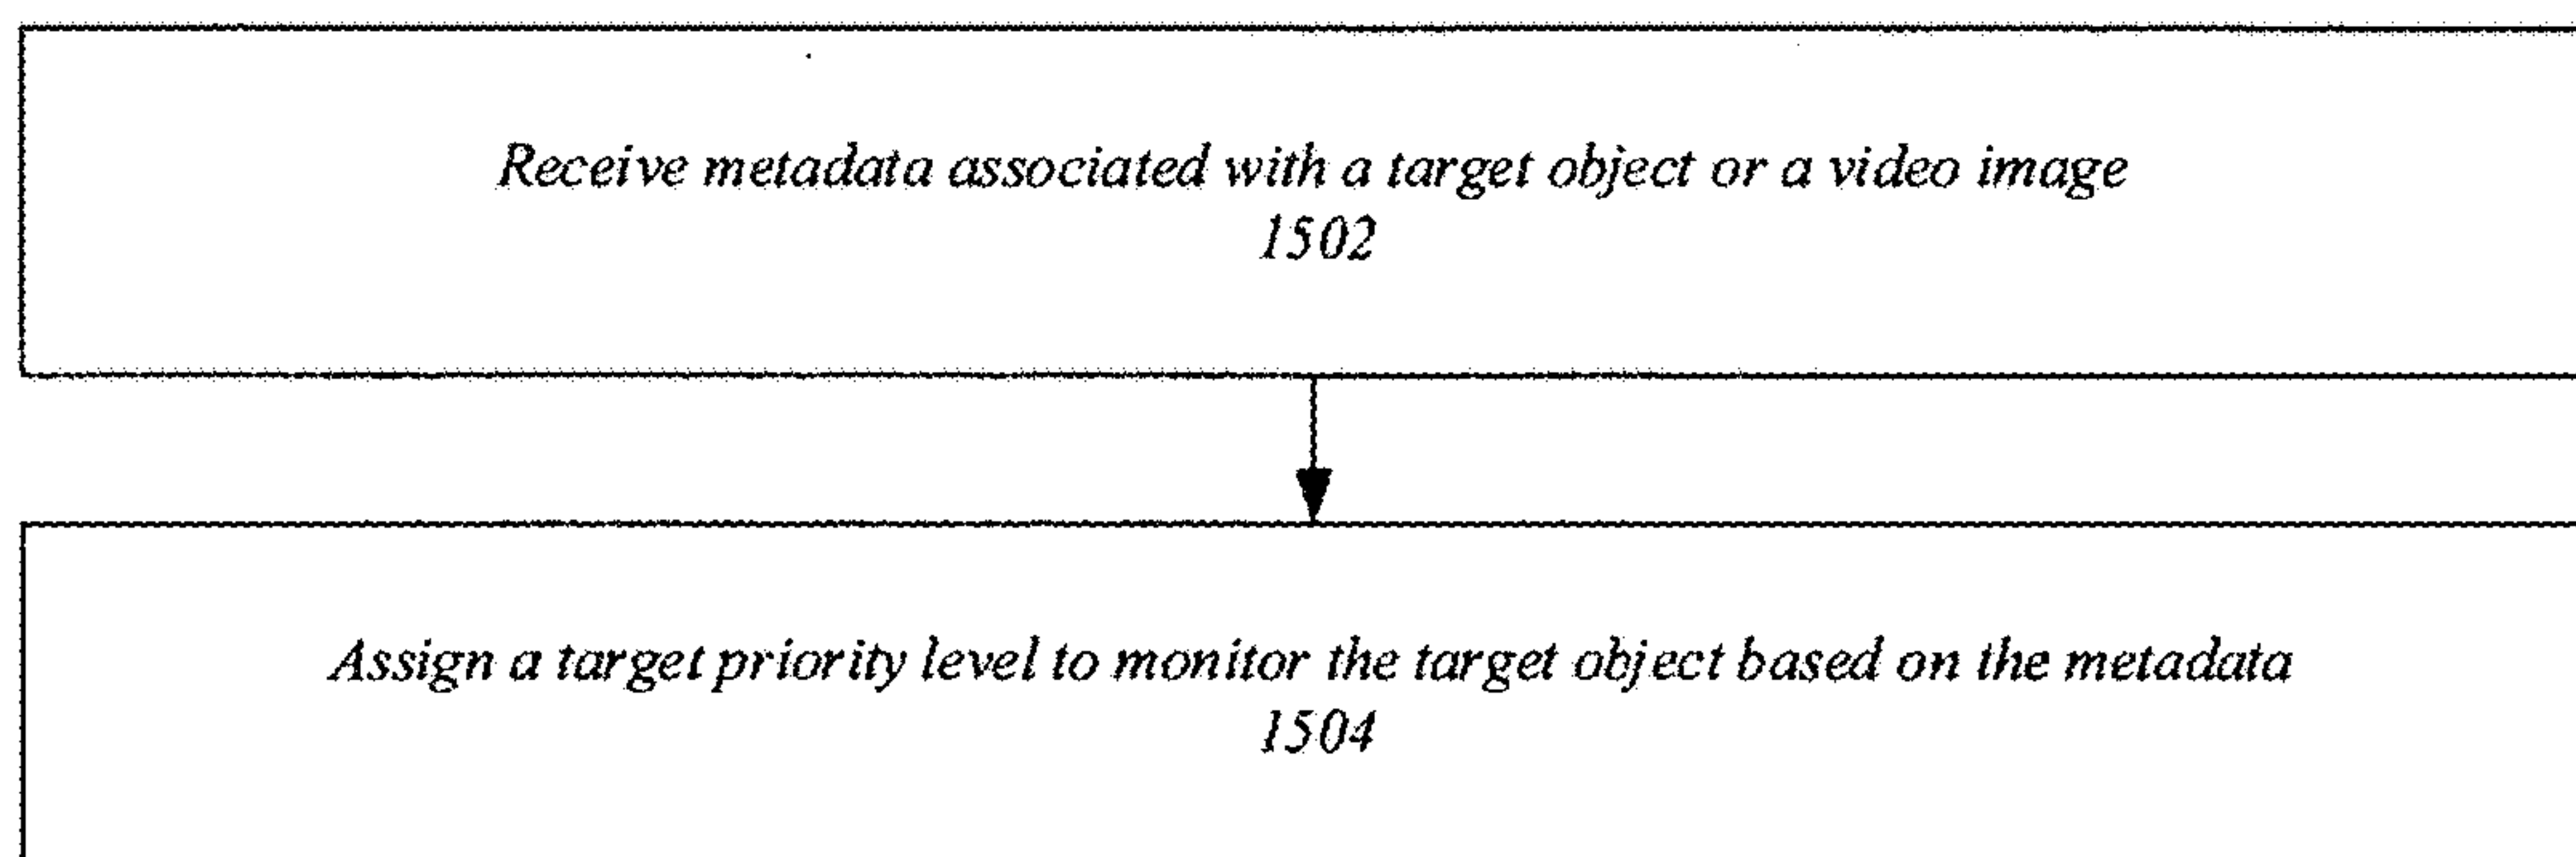 Receive metadata associated with a target object or a video image
1502
Assign a target priority level to monitor the target object based on the metadata
1504